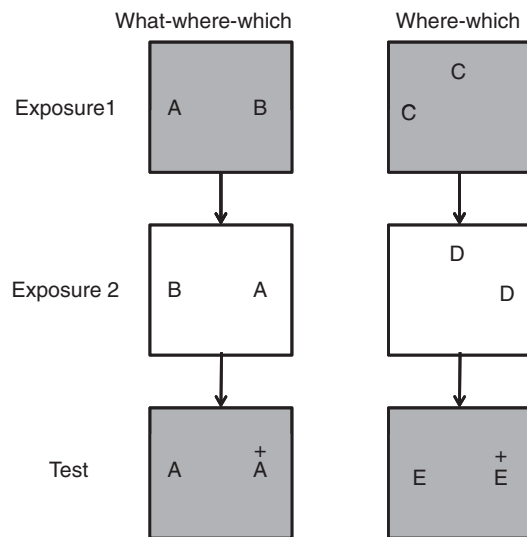 What-where-which Where-which
C
Exposure1 A B C
D
Exposure 2 B A D
+ +
Test A A E E